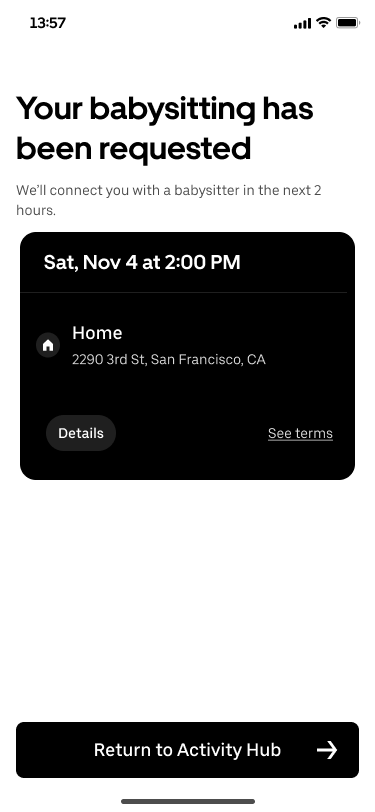 13:57
Your babysitting has
been requested
We’ll connect you with a babysitter in the next 2
hours.
Sat, Nov 4 at 2:00 PM
Home
2290 3rd St, San Francisco, CA
Details
See terms
Return to Activity Hub